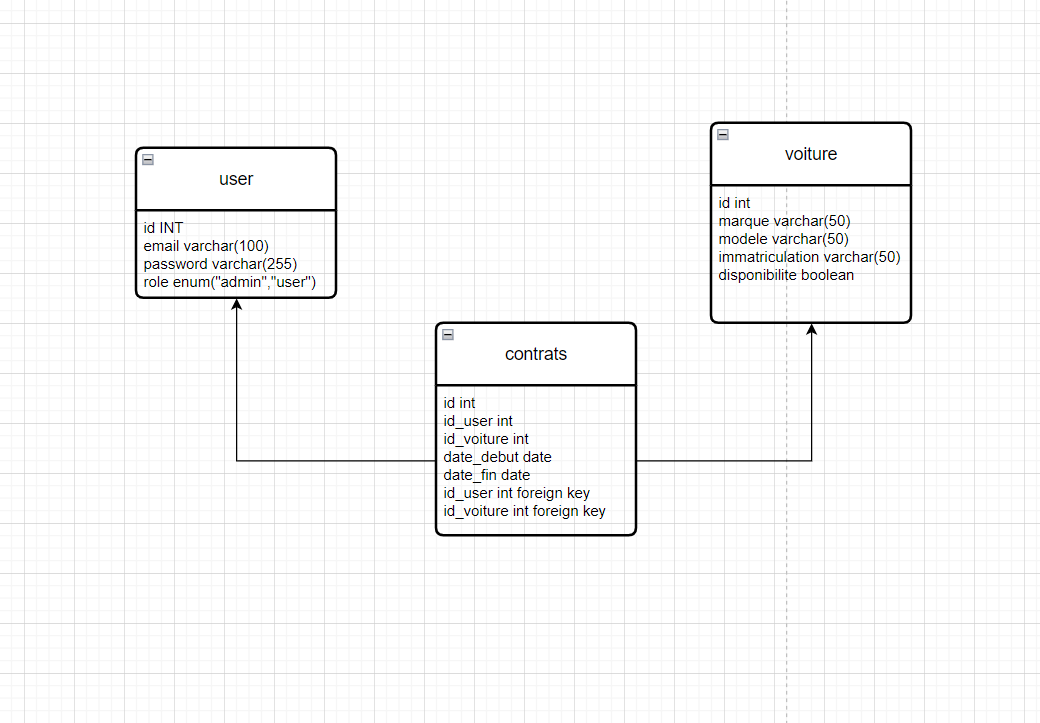 user
id INT
email varchar(100)
password varchar(255)
role enum("admin","user")
voiture
id int
marque varchar(50)
modele varchar(50)
immatriculation varchar(50)
disponibilite boolean
contrats
id int
id_user int
id_voiture int
date_debut date
date_fin date
id_user int foreign key
id_voiture int foreign key